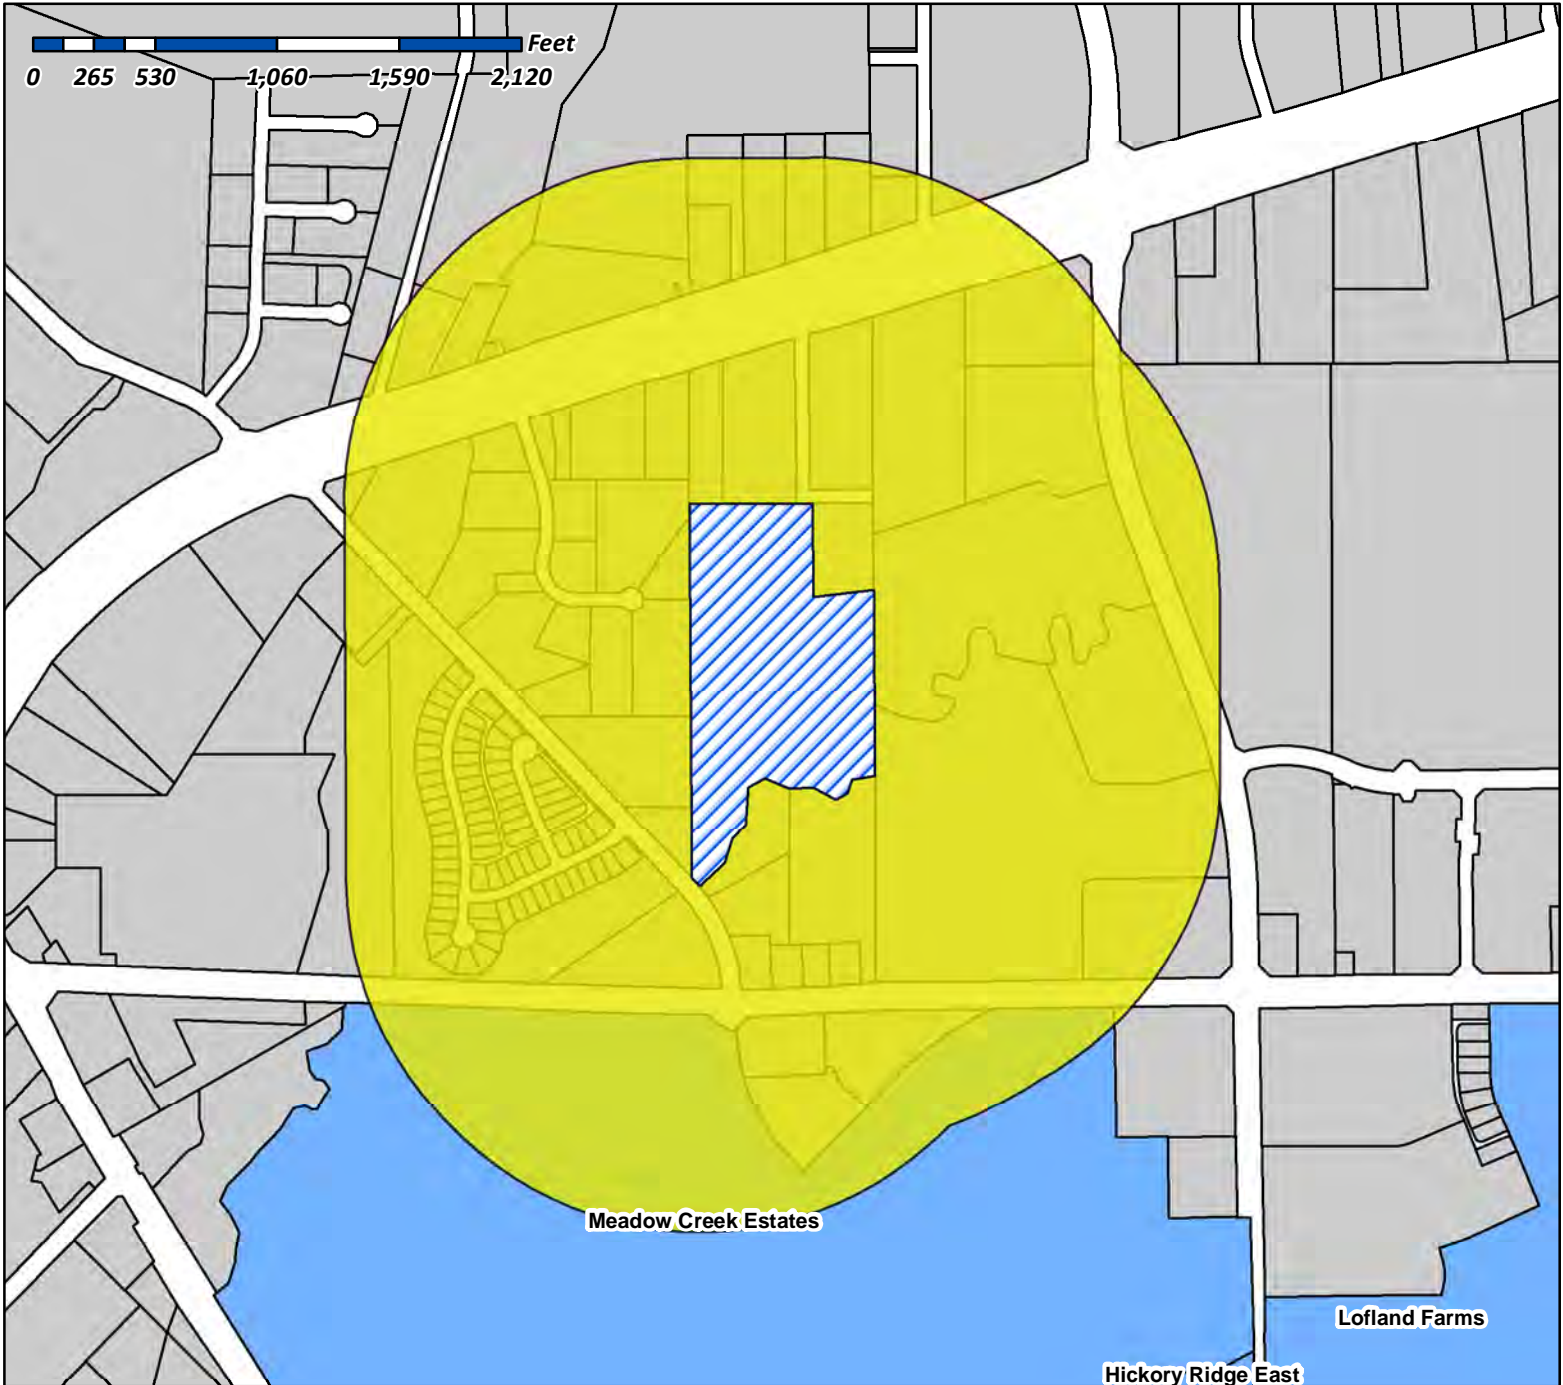 Feet
0 265 530 1,060 1,590 2,120
Meadow Creek Estates
Lofland Farms
Hickory Ridge East